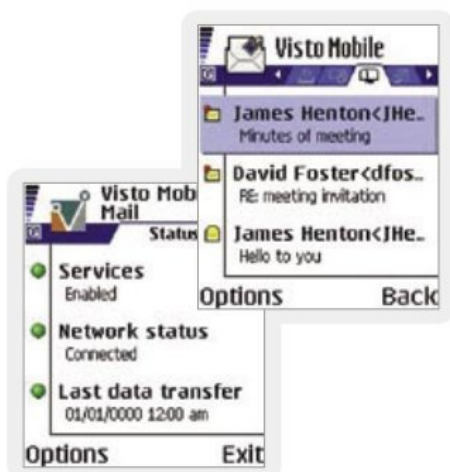 Visto Mobile
James Henton<JHe..
Minutes of meeting
David Foster<dfos..
RE: meeting invitation
James Henton<JHe..
Hello to you
Options Back
Visto Mob
Mail
Status
Services
Enabled
Network status
Connected
Last data transfer
01/01/0000 12:00 am
Options Exit